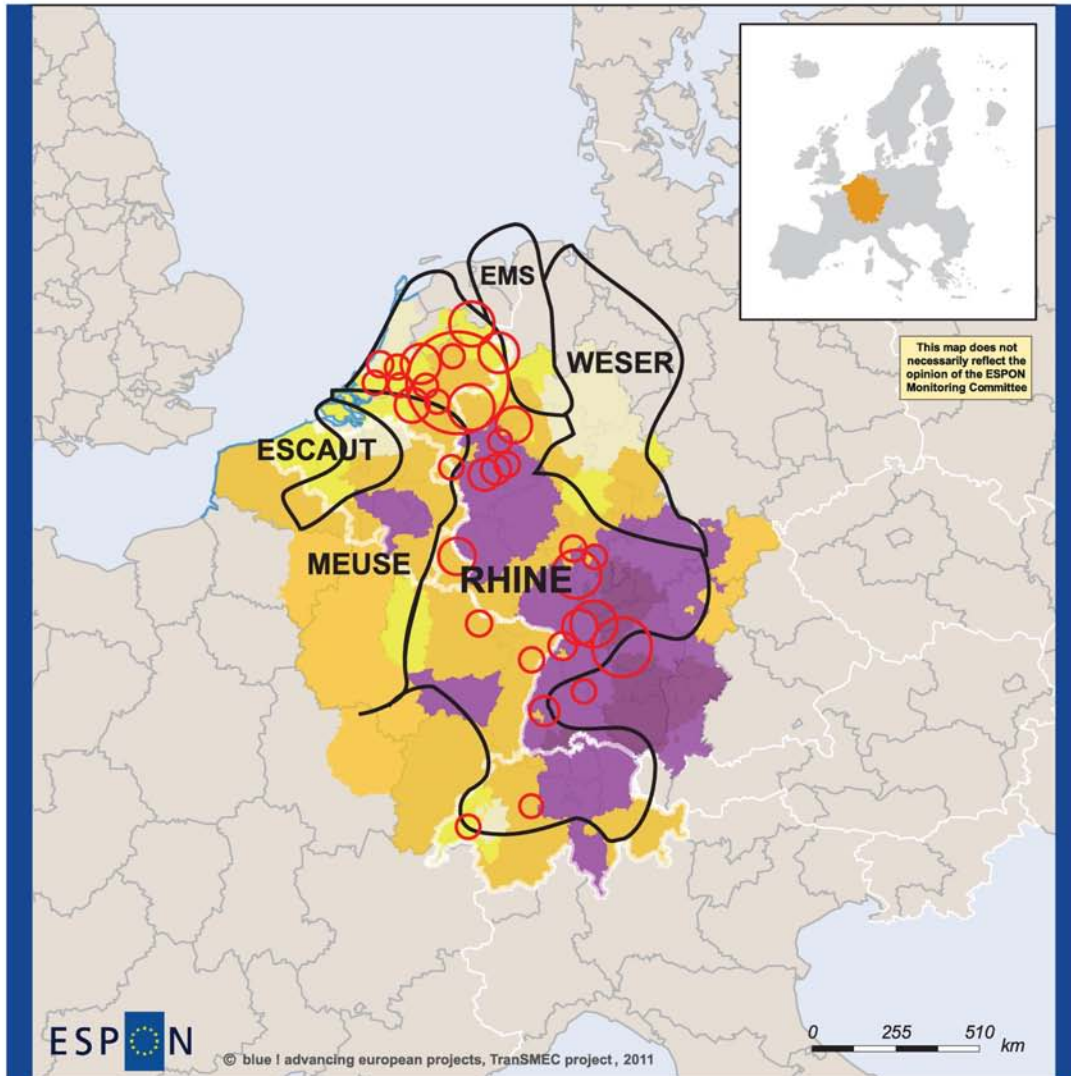 EMS
WESER
This map does not
necessarily reflect the
opinion of the ESPON
Monitoring Committee
ESCAUT
MEUSE
RHINE
ESPON
© blue ! advancing european projects, TranSMEC project , 2011
0 255 510
km